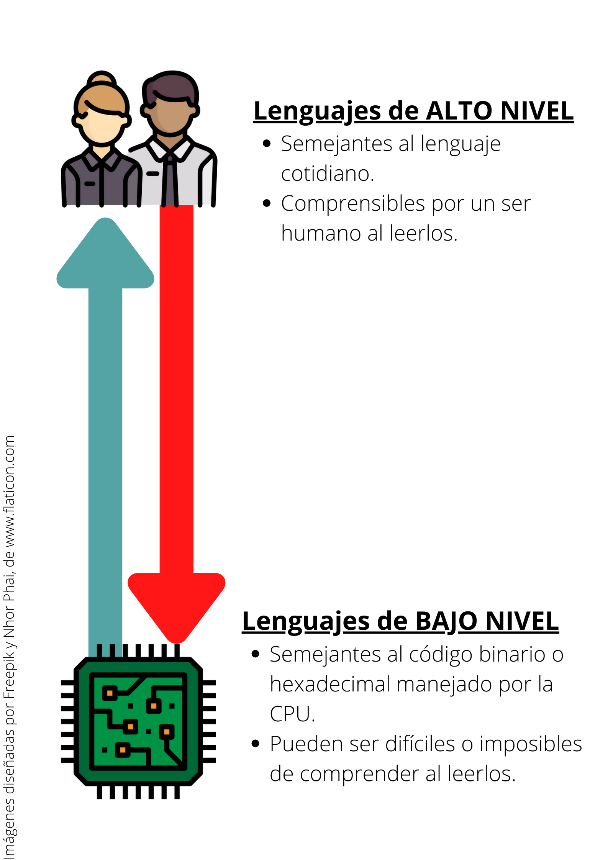 Lenguajes de ALTO NIVEL
• Semejantes al lenguaje
cotidiano.
• Comprensibles por un ser
humano al leerlos.
Lenguajes de BAJO NIVEL
• Semejantes al código binario o
hexadecimal manejado por la
CPU.
• Pueden ser difíciles o imposibles
de comprender al leerlos.
Imágenes diseñadas por Freepik y Nhor Phai, de www.flaticon.com